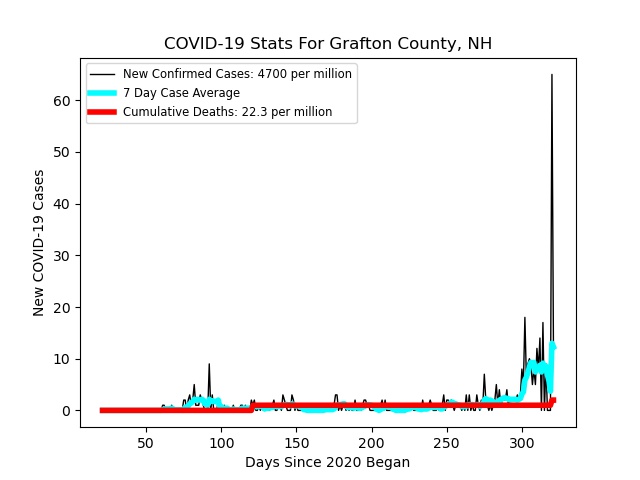 COVID-19 Stats For Grafton County, NH
New Confirmed Cases: 4700 per million
7 Day Case Average
Cumulative Deaths: 22.3 per million
New COVID-19 Cases
60
50
40
30
20
10
0
50 100 150 200 250 300
Days Since 2020 Began